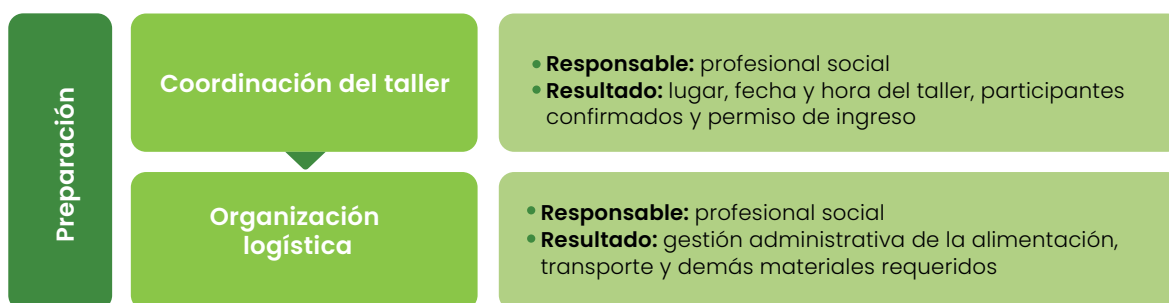 Preparación
Coordinación del taller
• Responsable: profesional social
• Resultado: lugar, fecha y hora del taller, participantes
confirmados y permiso de ingreso
Organización
logística
• Responsable: profesional social
• Resultado: gestión administrativa de la alimentación,
transporte y demás materiales requeridos